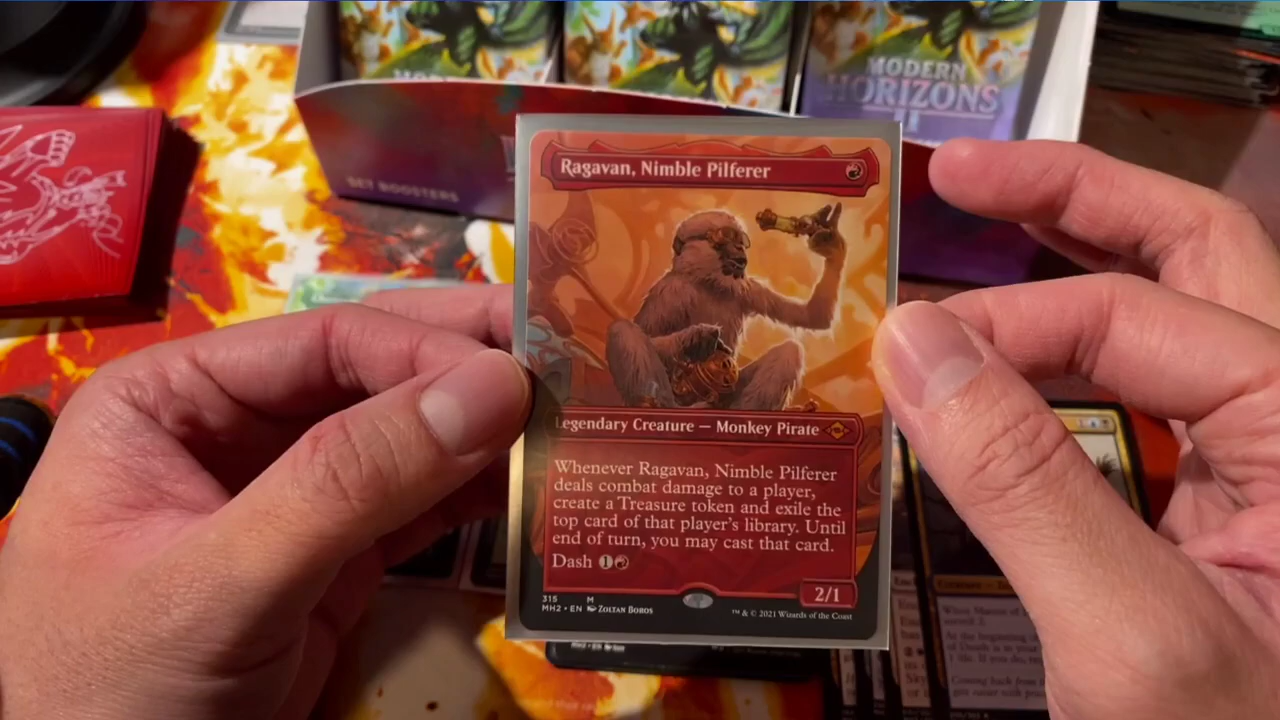 MODERN
HORIZONS
II
SET BOOSTERS
Ragavan, Nimble Pilferer
Legendary Creature — Monkey Pirate
Whenever Ragavan, Nimble Pilferer
deals combat damage to a player,
create a Treasure token and exile the
top card of that player's library. Until
end of turn, you may cast that card.
Dash 1
2/1
315 M
MH2 • EN ZOLTAN BOROS
™ & © 2021 Wizards of the Coast